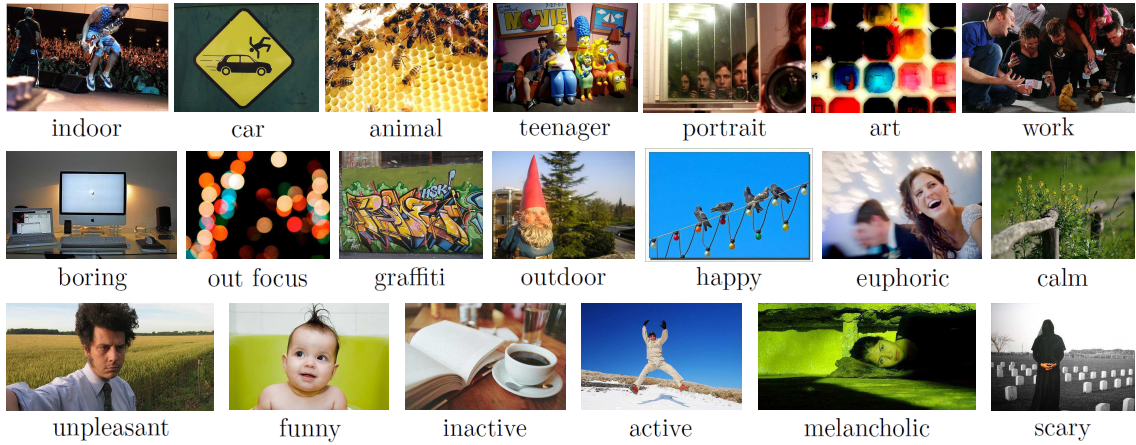 MOVIE
indoor
car
animal
teenager
portrait
art
work
HSK
boring
out focus
graffiti
outdoor
happy
euphoric
calm
unpleasant
funny
inactive
active
melancholic
scary